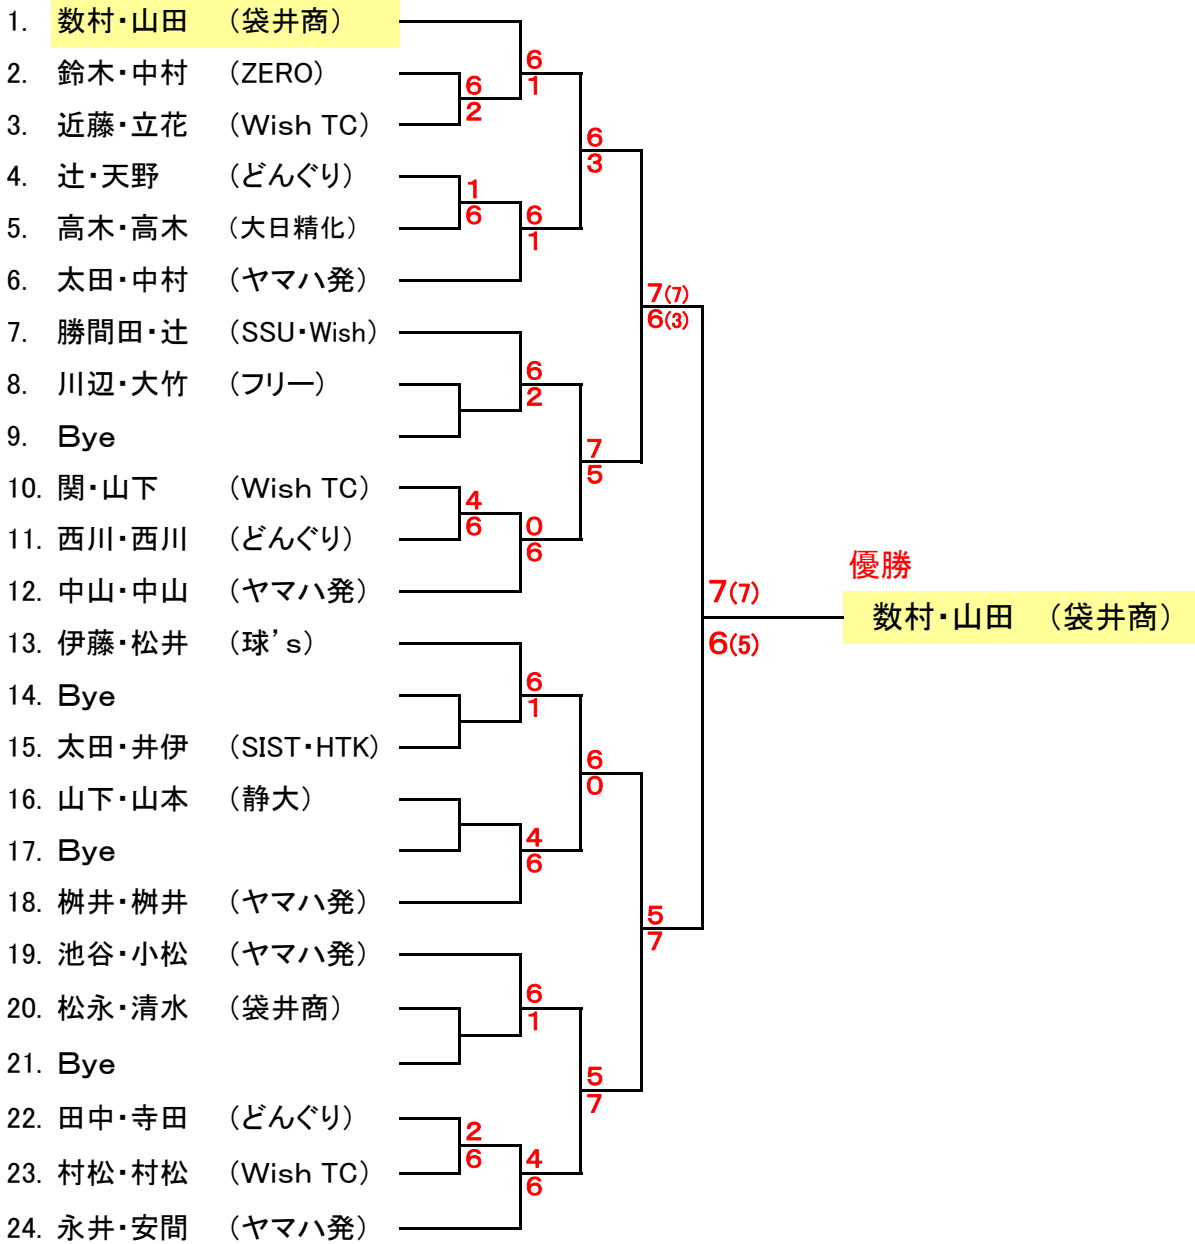 1. 数村・山田 （袋井商）
6
2. 鈴木・中村 （ZERO）
6
1
2
3. 近藤・立花 （Wish TC）
6
3
4. 辻・天野 （どんぐり）
1
6
6
5. 高木・高木 （大日精化）
1
6. 太田・中村 （ヤマハ発）
7(7)
6(3)
7. 勝間田・辻 （SSU・Wish）
6
8. 川辺・大竹 （フリー）
2
9. Bye
7
5
10. 関・山下 （Wish TC）
4
6
0
11. 西川・西川 （どんぐり）
6
優勝
12. 中山・中山 （ヤマハ発）
7(7)
数村・山田 （袋井商）
6(5)
13. 伊藤・松井 （球’s）
6
14. Bye
1
15. 太田・井伊 （SIST・HTK）
6
0
16. 山下・山本 （静大）
4
17. Bye
6
18. 桝井・桝井 （ヤマハ発）
5
7
19. 池谷・小松 （ヤマハ発）
6
20. 松永・清水 （袋井商）
1
21. Bye
5
7
22. 田中・寺田 （どんぐり）
2
6
4
23. 村松・村松 （Wish TC）
6
24. 永井・安間 （ヤマハ発）